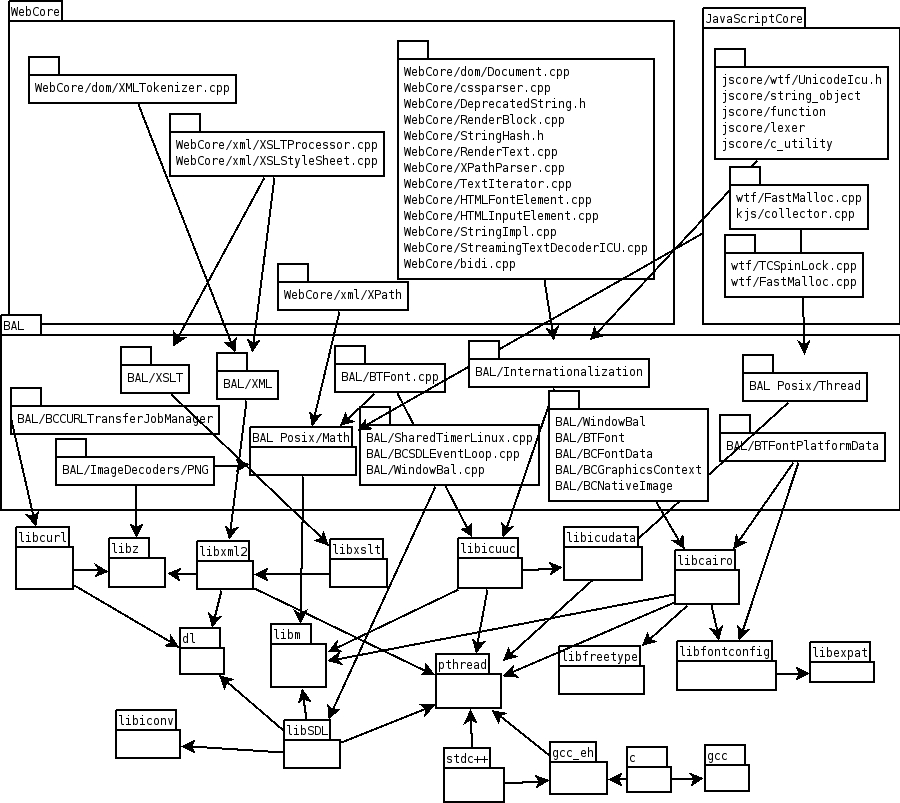 WebCore
JavaScriptCore
WebCore/dom/XMLTokenizer.cpp
WebCore/xml/XSLTProcessor.cpp
WebCore/xml/XSLStyleSheet.cpp
WebCore/dom/Document.cpp
WebCore/cssparser.cpp
WebCore/DeprecatedString.h
WebCore/RenderBlock.cpp
WebCore/StringHash.h
WebCore/RenderText.cpp
WebCore/XPathParser.cpp
WebCore/TextIterator.cpp
WebCore/HTMLFontElement.cpp
WebCore/HTMLInputElement.cpp
WebCore/StringImpl.cpp
WebCore/StreamingTextDecoderICU.cpp
WebCore/bidi.cpp
jscore/wtf/UnicodeIcu.h
jscore/string_object
jscore/function
jscore/lexer
jscore/c_utility
wtf/FastMalloc.cpp
kjs/collector.cpp
wtf/TCSpinLock.cpp
wtf/FastMalloc.cpp
WebCore/xml/XPath
BAL
BAL/XSLT
BAL/XML
BAL/BTFont.cpp
BAL/Internationalization
BAL Posix/Thread
BAL/BCCURLTransferJobManager
BAL Posix/Math
BAL/SharedTimerLinux.cpp
BAL/BCSDLEventLoop.cpp
BAL/WindowBal.cpp
BAL/WindowBal
BAL/BTFont
BAL/BCFontData
BAL/BCGraphicsContext
BAL/BCNativeImage
BAL/BTFontPlatformData
BAL/ImageDecoders/PNG
libcurl
libz
libxml2
libxslt
libicuuc
libicudata
libcairo
dl
libm
pthread
libfreetype
libfontconfig
libexpat
libiconv
libSDL
stdc++
gcc_eh
c
gcc